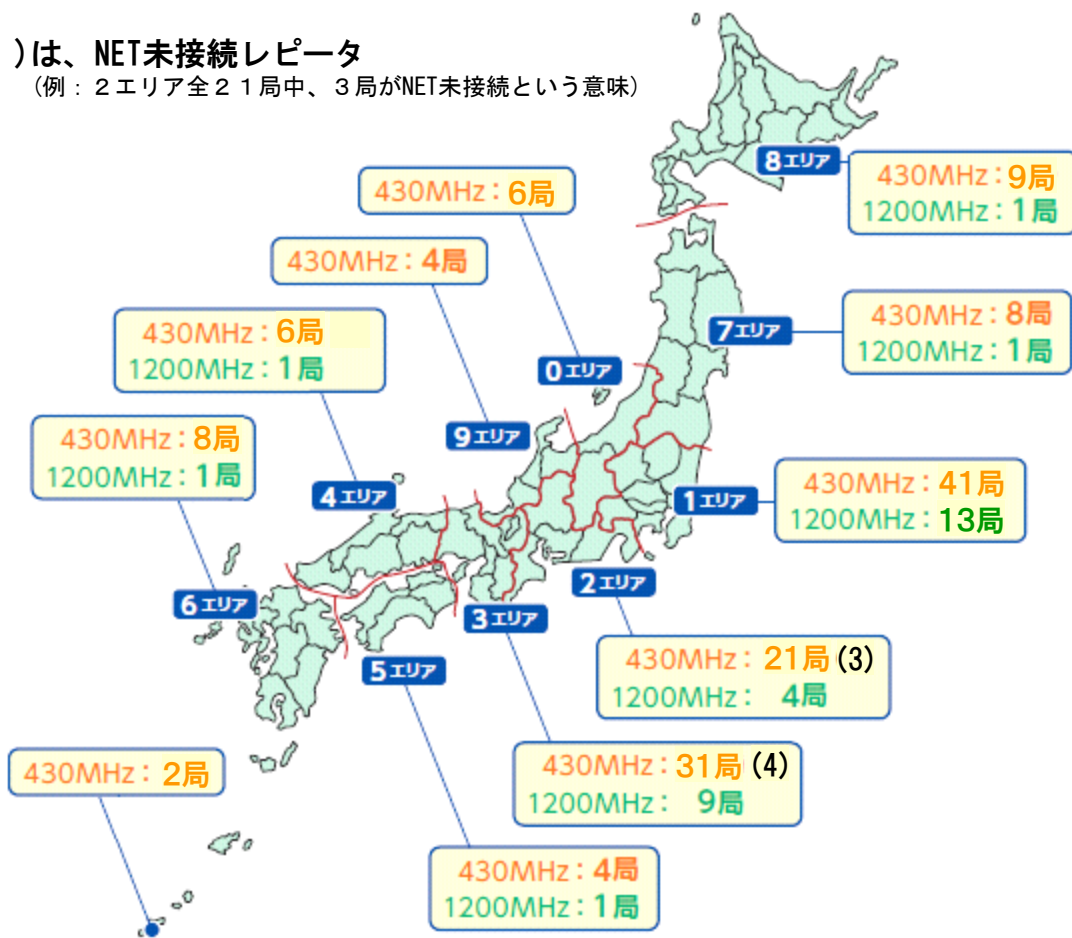 )は、NET未接続レピータ
(例：２エリア全２１局中、３局がNET未接続という意味)
8エリア
430MHz：9局
1200MHz：1局
430MHz：6局
430MHz：4局
7エリア
430MHz：8局
1200MHz：1局
430MHz：6局
1200MHz：1局
0エリア
9エリア
430MHz：8局
1200MHz：1局
4エリア
1エリア
430MHz：41局
1200MHz：13局
2エリア
6エリア
3エリア
5エリア
430MHz：21局(3)
1200MHz：4局
430MHz：2局
430MHz：31局(4)
1200MHz：9局
430MHz：4局
1200MHz：1局